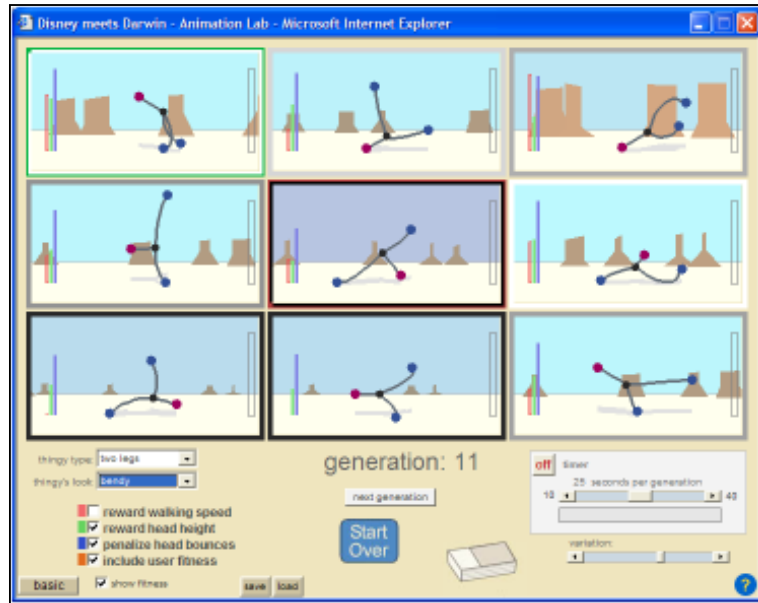 Disney meets Darwin - Animation Lab - Microsoft Internet Explorer
generation: 11
thingy type: two legs
thingy's look: bendy
off timer
25 seconds per generation
10 40
next generation
reward walking speed
reward head height
penalize head bounces
include user fitness
Start
Over
variation:
basic show fitness save load ?